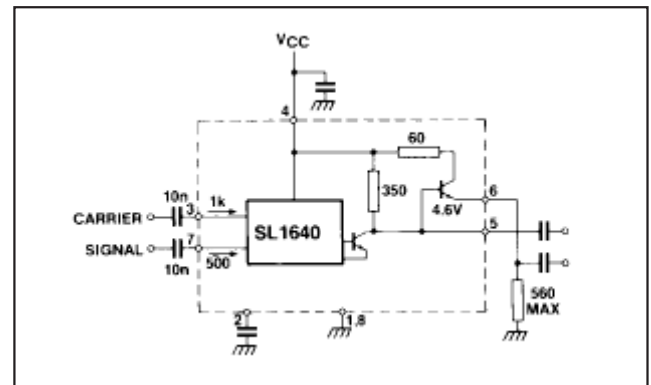 VCC
4
60
350
6
4.6V
10n
3
1k
CARRIER
SL1640
5
SIGNAL
7
500
10n
560
MAX
2
1,8